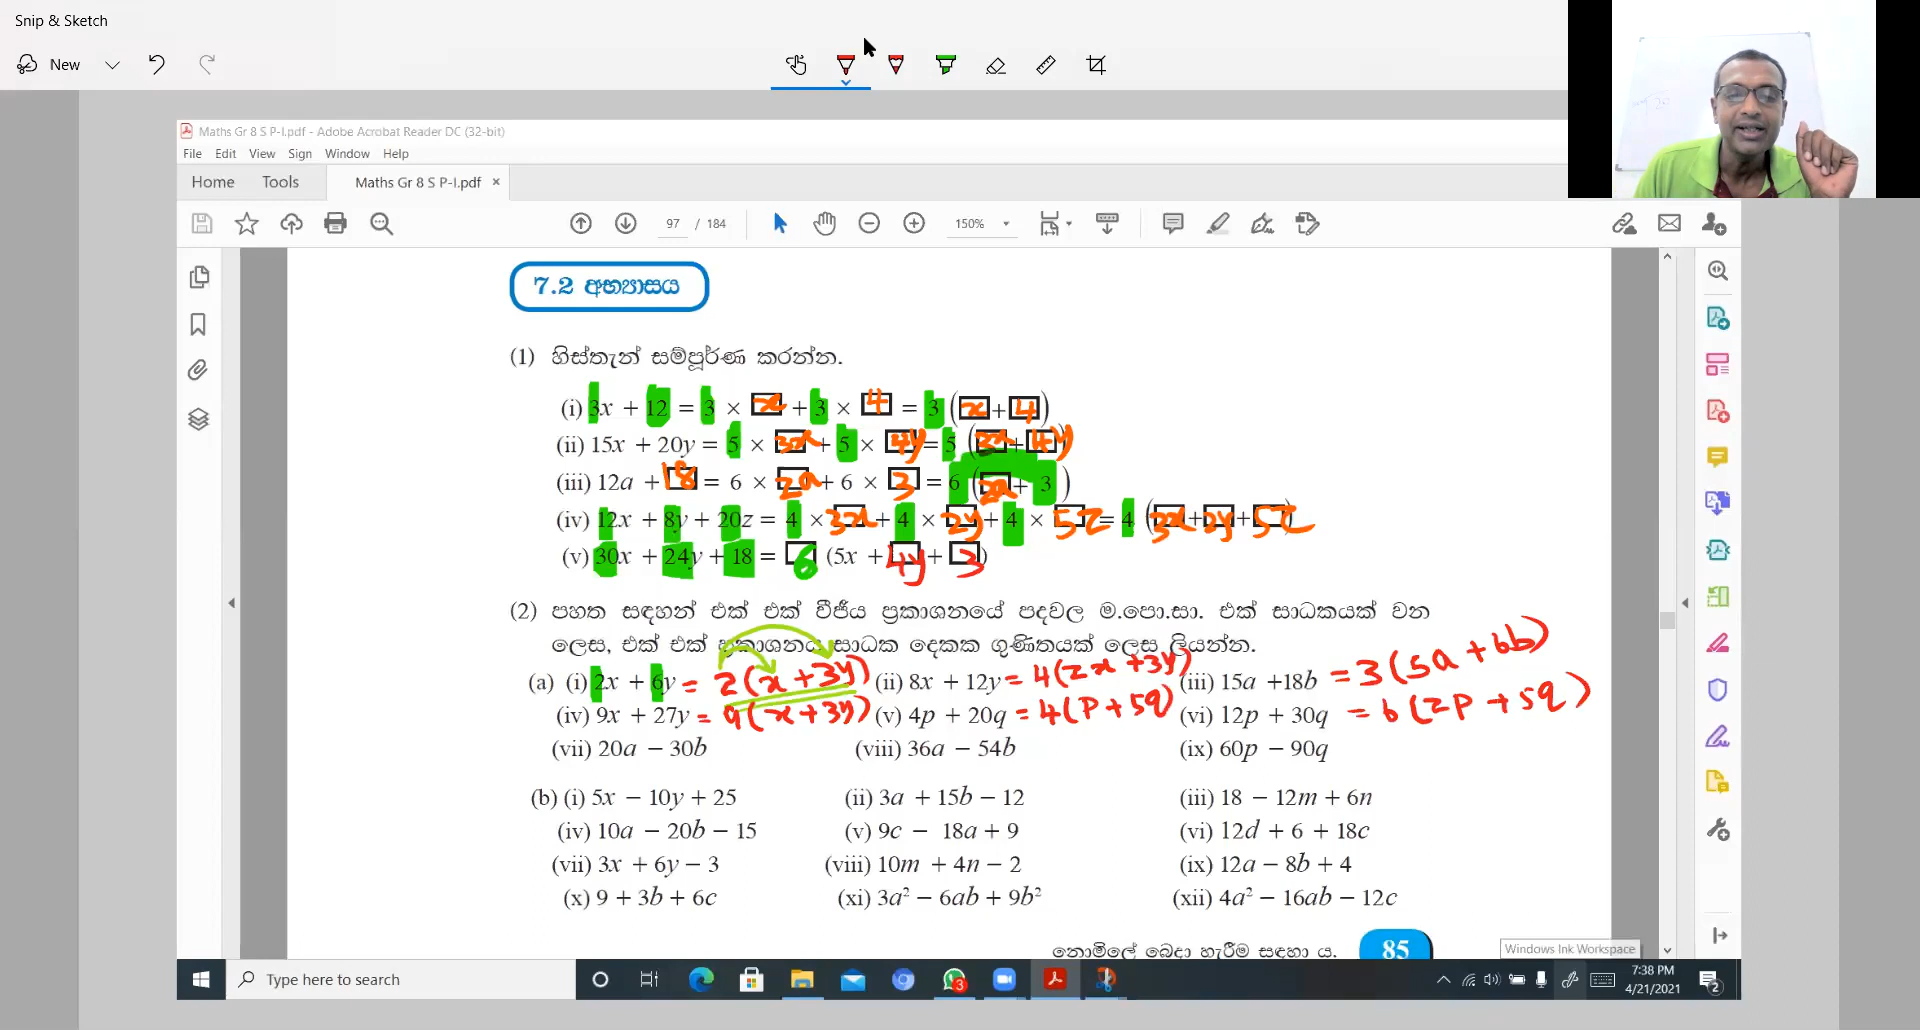 Snip & Sketch
New
Maths Gr 8 S P-I.pdf - Adobe Acrobat Reader DC (32-bit)
File Edit View Sign Window Help
Home Tools Maths Gr 8 S P-I.pdf ×
97 / 184 150%
7.2 අභ්‍යාසය
(1) හිස්තැන් සම්පූර්ණ කරන්න.
(i) 3x + 12 = 3 × x + 3 × 4 = 3 (x + 4)
(ii) 15x + 20y = 5 × 3x + 5 × 4y = 5 (3x + 4y)
(iii) 12a + 18 = 6 × 2a + 6 × 3 = 6 (2a + 3)
(iv) 12x + 8y + 20z = 4 × 3x + 4 × 2y + 4 × 5z = 4 (3x + 2y + 5z)
(v) 30x + 24y + 18 = 6 (5x + 4y + 3)
(2) පහත සඳහන් එක් එක් වීජීය ප්‍රකාශනයේ පදවල ම.පො.සා. එක් සාධකයක් වන
ලෙස, එක් එක් ප්‍රකාශනය සාධක දෙකක ගුණිතයක් ලෙස ලියන්න.
(a) (i) 2x + 6y = 2(x + 3y) (ii) 8x + 12y = 4(2x + 3y) (iii) 15a +18b = 3(5a + 6b)
(iv) 9x + 27y = 9(x + 3y) (v) 4p + 20q = 4(p + 5q) (vi) 12p + 30q = 6(2p + 5q)
(vii) 20a − 30b (viii) 36a − 54b (ix) 60p − 90q
(b) (i) 5x − 10y + 25 (ii) 3a + 15b − 12 (iii) 18 − 12m + 6n
(iv) 10a − 20b − 15 (v) 9c − 18a + 9 (vi) 12d + 6 + 18c
(vii) 3x + 6y − 3 (viii) 10m + 4n − 2 (ix) 12a − 8b + 4
(x) 9 + 3b + 6c (xi) 3a² − 6ab + 9b² (xii) 4a² − 16ab − 12c
නොමිලේ බෙදා හැරීම සඳහා ය. 85
Windows Ink Workspace
Type here to search
3
7:38 PM
4/21/2021
2